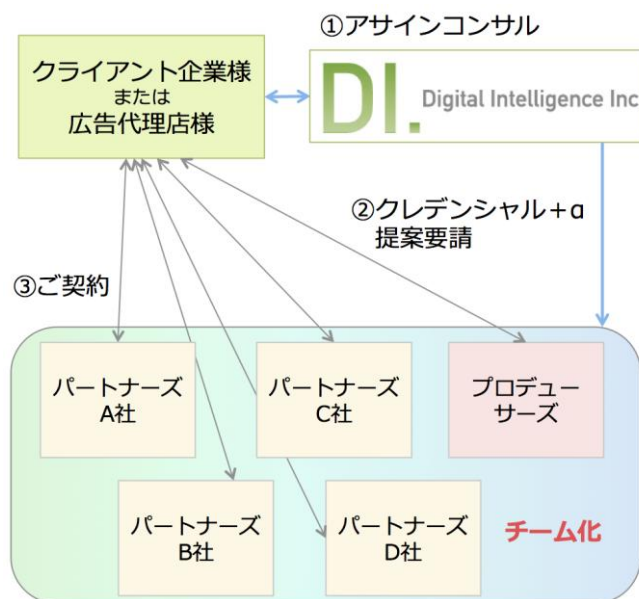 ①アサインコンサル
クライアント企業様
または
広告代理店様
DI. Digital Intelligence Inc
②クレデンシャル＋α
提案要請
③ご契約
パートナーズ
A社
パートナーズ
C社
プロデュー
サーズ
パートナーズ
B社
パートナーズ
D社
チーム化